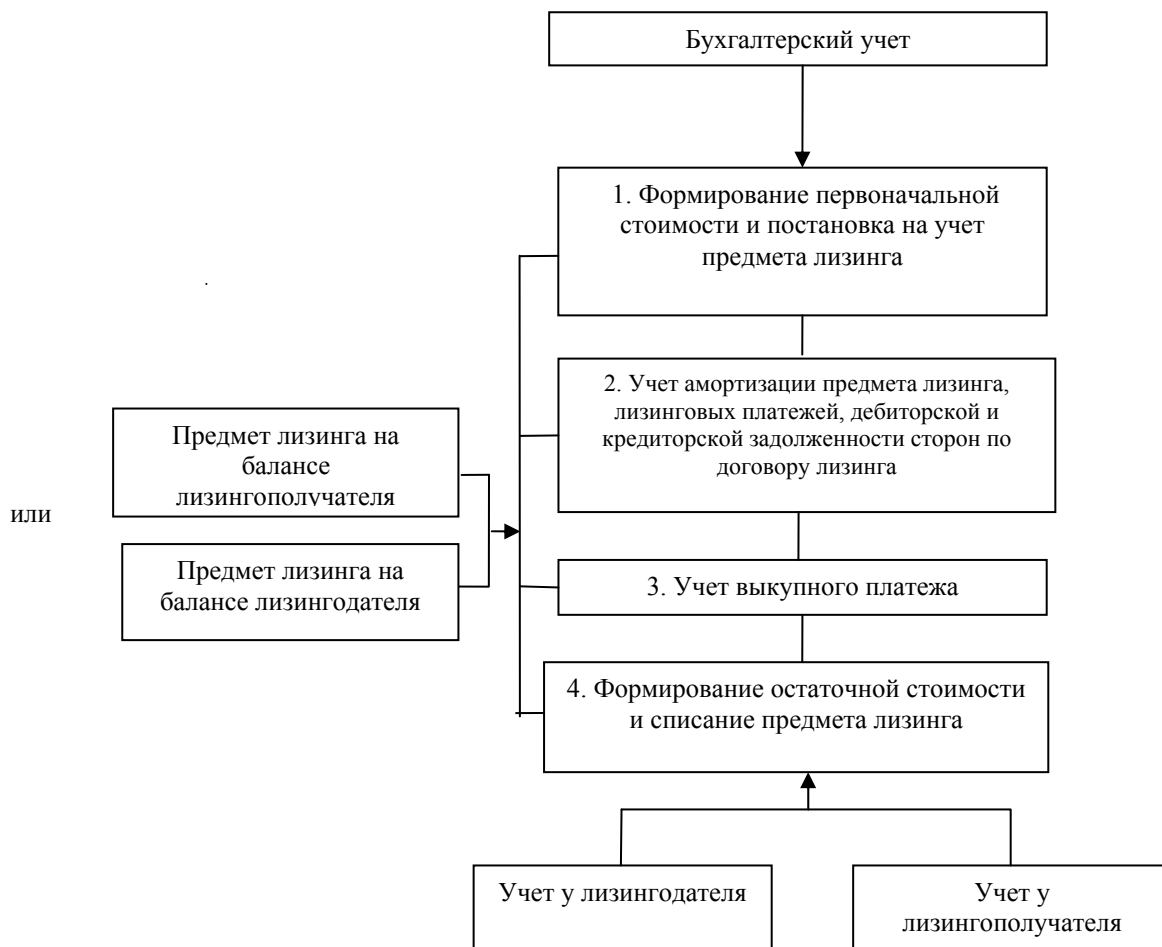 Бухгалтерский учет
1. Формирование первоначальной
стоимости и постановка на учет
предмета лизинга
2. Учет амортизации предмета лизинга,
лизинговых платежей, дебиторской и
кредиторской задолженности сторон по
договору лизинга
Предмет лизинга на
балансе
лизингополучателя
или
Предмет лизинга на
балансе лизингодателя
3. Учет выкупного платежа
4. Формирование остаточной стоимости
и списание предмета лизинга
Учет у лизингодателя
Учет у
лизингополучателя